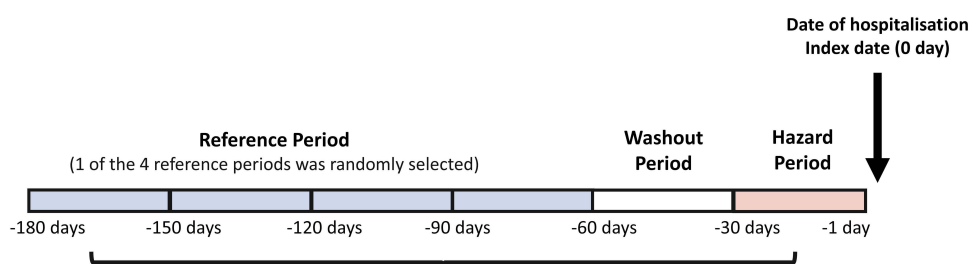 Date of hospitalisation
Index date (0 day)
Reference Period
(1 of the 4 reference periods was randomly selected)
Washout
Period
Hazard
Period
-180 days -150 days -120 days -90 days -60 days -30 days -1 day